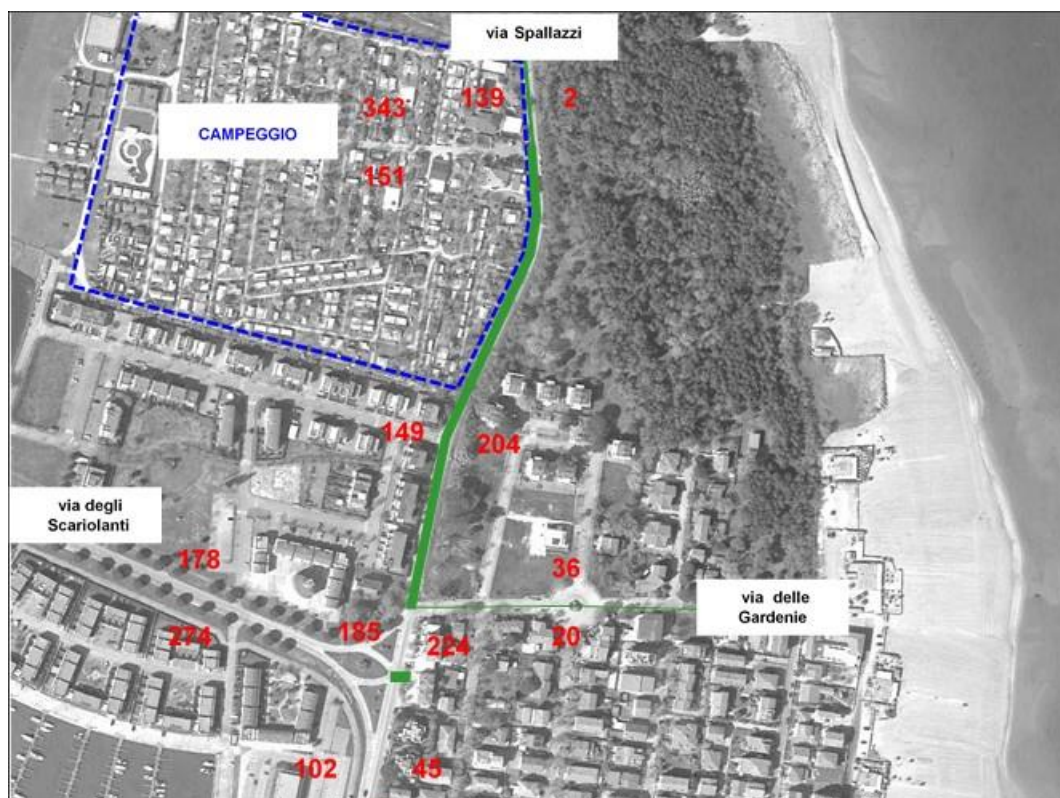 via Spallazzi
343
139
2
CAMPEGGIO
151
149
204
via degli
Scariolanti
178
36
via delle
Gardenie
274
185
224
20
102
45